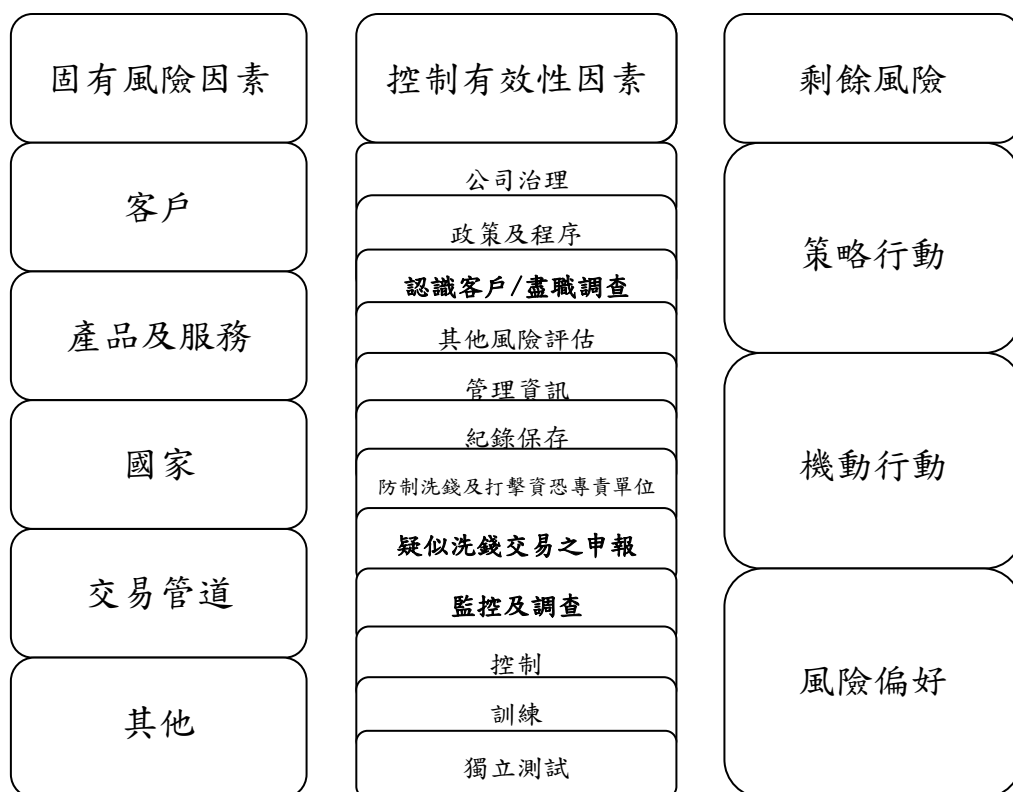 固有風險因素
客戶
產品及服務
國家
交易管道
其他
控制有效性因素
公司治理
政策及程序
認識客戶/盡職調查
其他風險評估
管理資訊
紀錄保存
防制洗錢及打擊資恐專責單位
疑似洗錢交易之申報
監控及調查
控制
訓練
獨立測試
剩餘風險
策略行動
機動行動
風險偏好